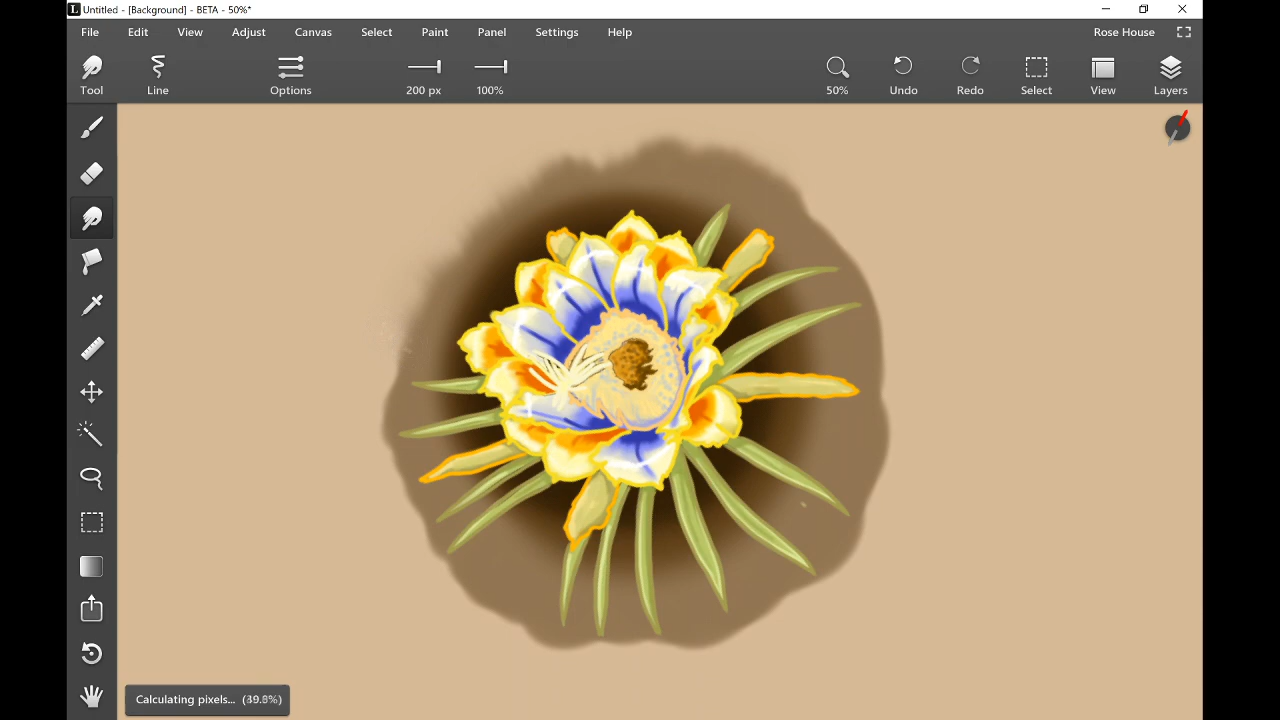 L Untitled - [Background] - BETA - 50%*
File Edit View Adjust Canvas Select Paint Panel Settings Help Rose House
Tool Line Options 200 px 100% 50% Undo Redo Select View Layers
Calculating pixels... (39.8%)